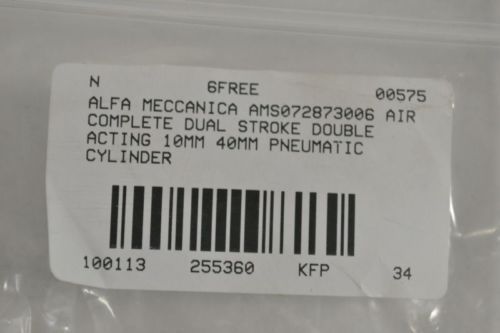 N 6FREE 00575
ALFA MECCANICA AMS072873006 AIR
COMPLETE DUAL STROKE DOUBLE
ACTING 10MM 40MM PNEUMATIC
CYLINDER
100113 255360 KFP 34